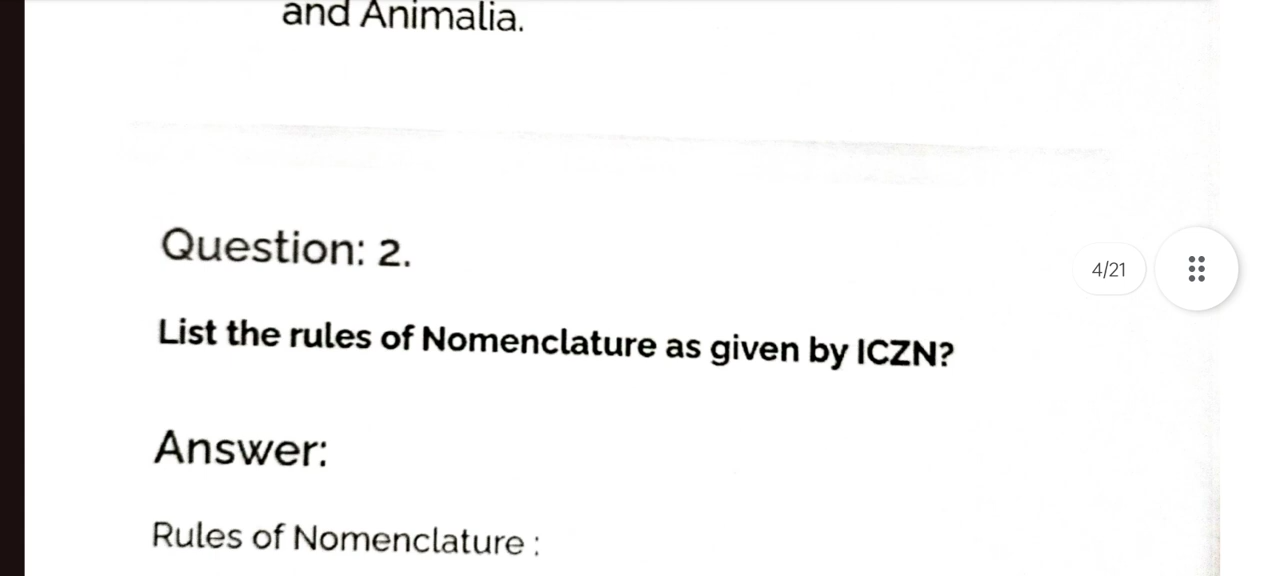 and Animalia.
Question: 2.
4/21
List the rules of Nomenclature as given by ICZN?
Answer:
Rules of Nomenclature :